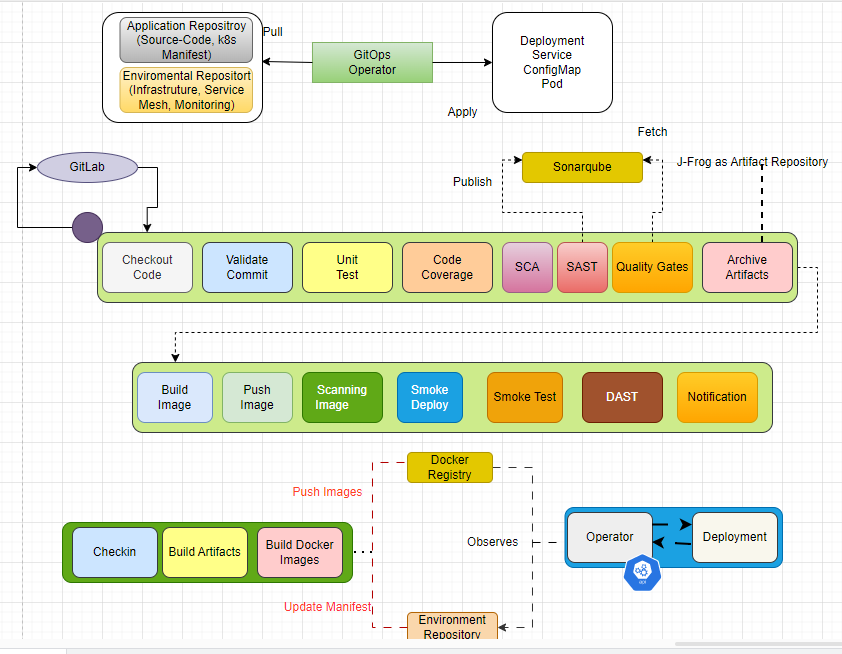 Application Repositroy
(Source-Code, k8s
Manifest)
Enviromental Repositort
(Infrastruture, Service
Mesh, Monitoring)
Pull
GitOps
Operator
Deployment
Service
ConfigMap
Pod
Apply
Fetch
GitLab
Sonarqube
J-Frog as Artifact Repository
Publish
Checkout
Code
Validate
Commit
Unit
Test
Code
Coverage
SCA
SAST
Quality Gates
Archive
Artifacts
Build
Image
Push
Image
Scanning
Image
Smoke
Deploy
Smoke Test
DAST
Notification
Docker
Registry
Push Images
Observes
Operator
Deployment
Checkin
Build Artifacts
Build Docker
Images
Update Manifest
Environment
Repository